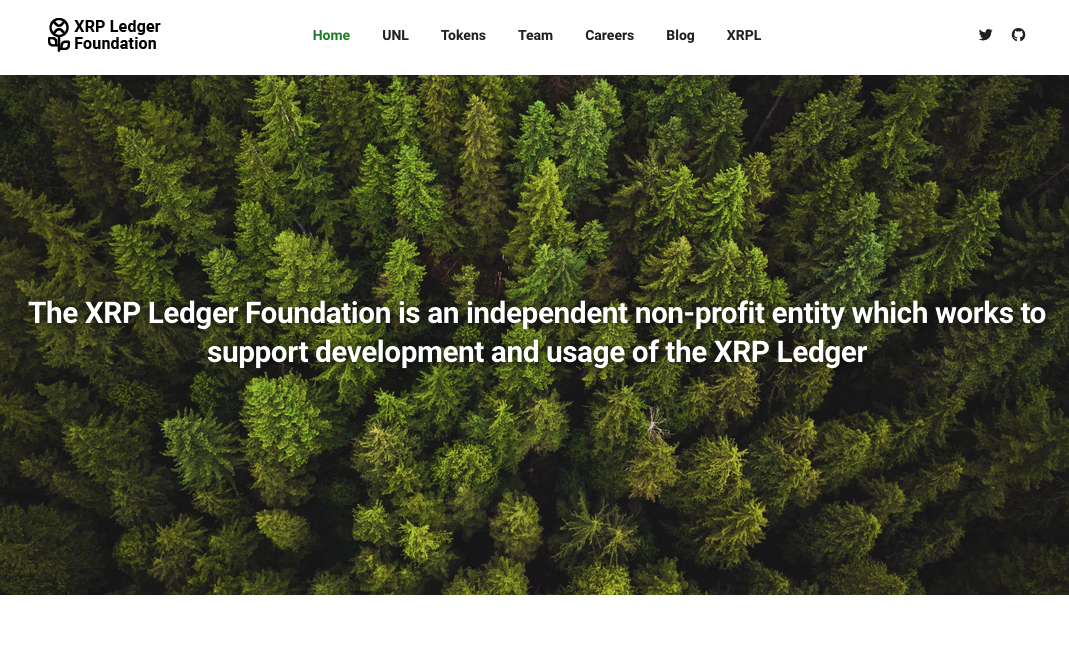 XRP Ledger
Foundation
Home UNL Tokens Team Careers Blog XRPL
The XRP Ledger Foundation is an independent non-profit entity which works to
support development and usage of the XRP Ledger